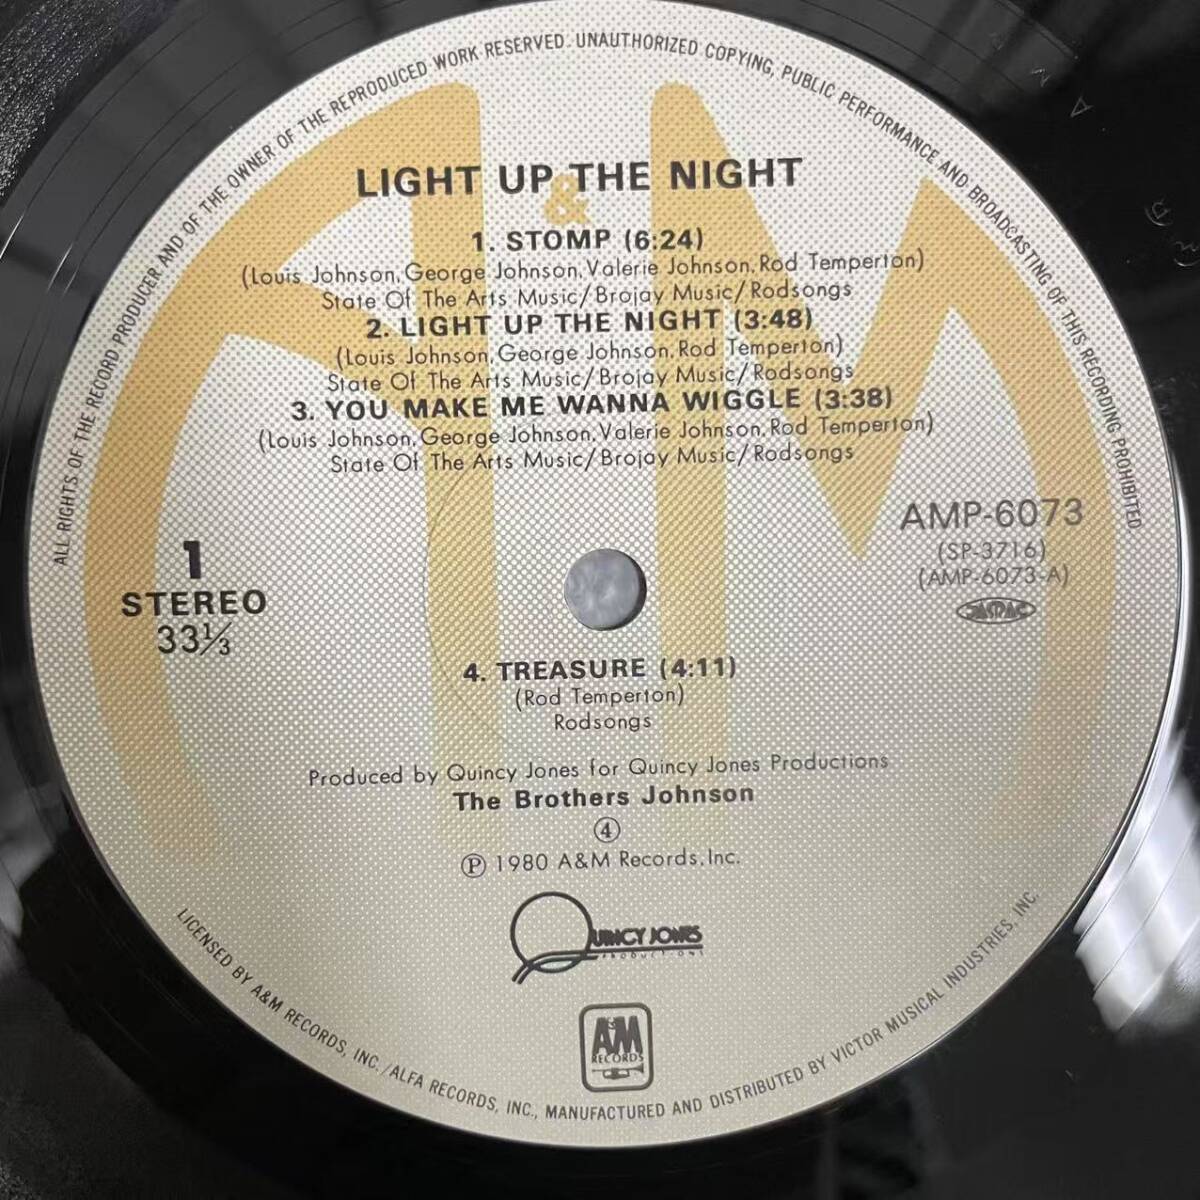 ALL RIGHTS OF THE RECORD PRODUCER AND OF THE OWNER OF THE REPRODUCED WORK RESERVED. UNAUTHORIZED COPYING, PUBLIC PERFORMANCE AND BROADCASTING OF THIS RECORDING PROHIBITED
A&M
LIGHT UP THE NIGHT
1. STOMP (6:24)
(Louis Johnson, George Johnson, Valerie Johnson, Rod Temperton)
State Of The Arts Music/Brojay Music/Rodsongs
2. LIGHT UP THE NIGHT (3:48)
(Louis Johnson, George Johnson, Rod Temperton)
State Of The Arts Music/Brojay Music/Rodsongs
3. YOU MAKE ME WANNA WIGGLE (3:38)
(Louis Johnson, George Johnson, Valerie Johnson, Rod Temperton)
State Of The Arts Music/Brojay Music/Rodsongs
1
STEREO
33⅓
AMP-6073
(SP-3716)
(AMP-6073-A)
4. TREASURE (4:11)
(Rod Temperton)
Rodsongs
Produced by Quincy Jones for Quincy Jones Productions
The Brothers Johnson
④
℗ 1980 A&M Records, Inc.
QUINCY JONES
PRODUCTIONS
A&M
RECORDS
LICENSED BY A&M RECORDS, INC./ALFA RECORDS, INC., MANUFACTURED AND DISTRIBUTED BY VICTOR MUSICAL INDUSTRIES, INC.